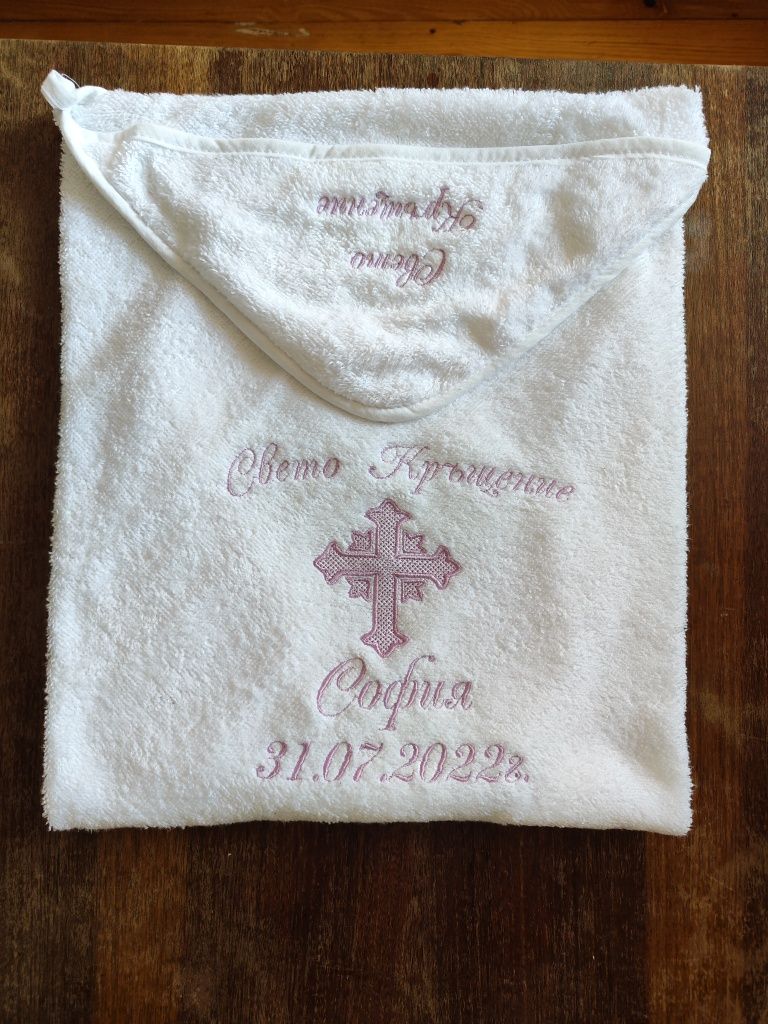 Свето
Кръщение
Свето Кръщение
София
31.07.2022г.